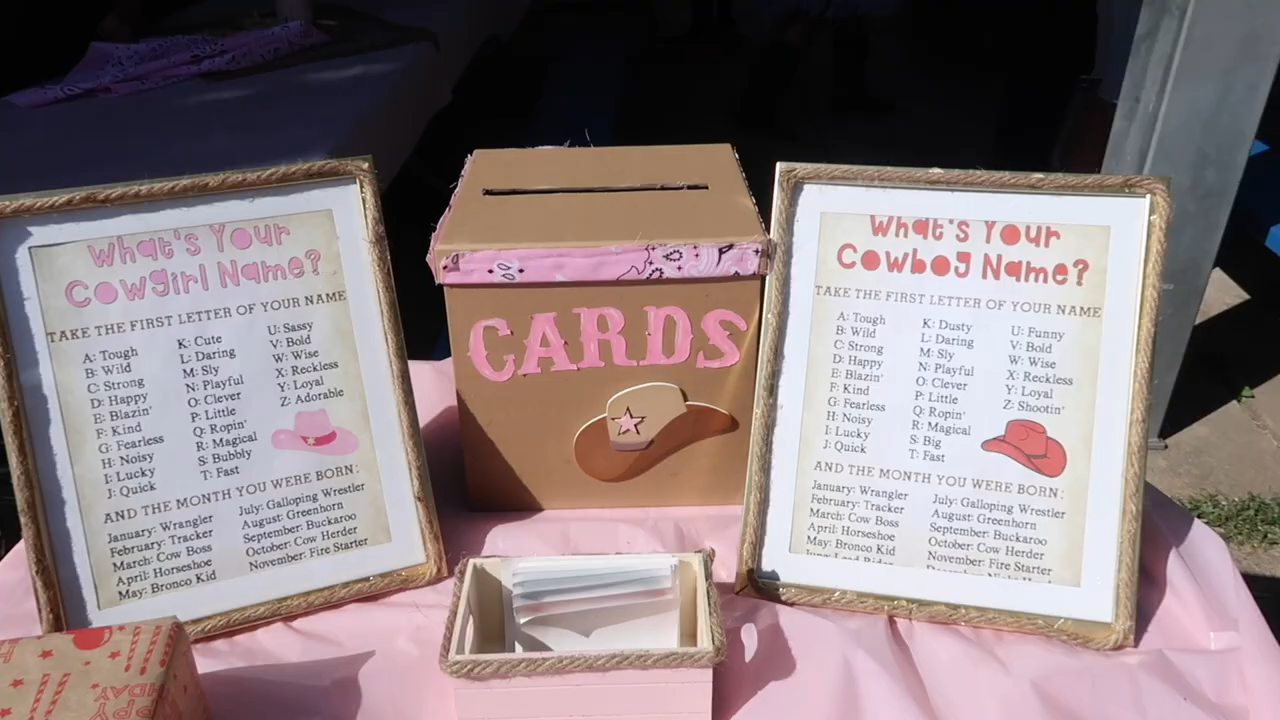 What's Your
Cowgirl Name?
TAKE THE FIRST LETTER OF YOUR NAME
A: Tough
B: Wild
C: Strong
D: Happy
E: Blazin'
F: Kind
G: Fearless
H: Noisy
I: Lucky
J: Quick
K: Cute
L: Daring
M: Sly
N: Playful
O: Clever
P: Little
Q: Ropin'
R: Magical
S: Bubbly
T: Fast
U: Sassy
V: Bold
W: Wise
X: Reckless
Y: Loyal
Z: Adorable
AND THE MONTH YOU WERE BORN:
January: Wrangler
February: Tracker
March: Cow Boss
April: Horseshoe
May: Bronco Kid
July: Galloping Wrestler
August: Greenhorn
September: Buckaroo
October: Cow Herder
November: Fire Starter
CARDS
What's Your
Cowboy Name?
TAKE THE FIRST LETTER OF YOUR NAME
A: Tough
B: Wild
C: Strong
D: Happy
E: Blazin'
F: Kind
G: Fearless
H: Noisy
I: Lucky
J: Quick
K: Dusty
L: Daring
M: Sly
N: Playful
O: Clever
P: Little
Q: Ropin'
R: Magical
S: Big
T: Fast
U: Funny
V: Bold
W: Wise
X: Reckless
Y: Loyal
Z: Shootin'
AND THE MONTH YOU WERE BORN:
January: Wrangler
February: Tracker
March: Cow Boss
April: Horseshoe
May: Bronco Kid
July: Galloping Wrestler
August: Greenhorn
September: Buckaroo
October: Cow Herder
November: Fire Starter